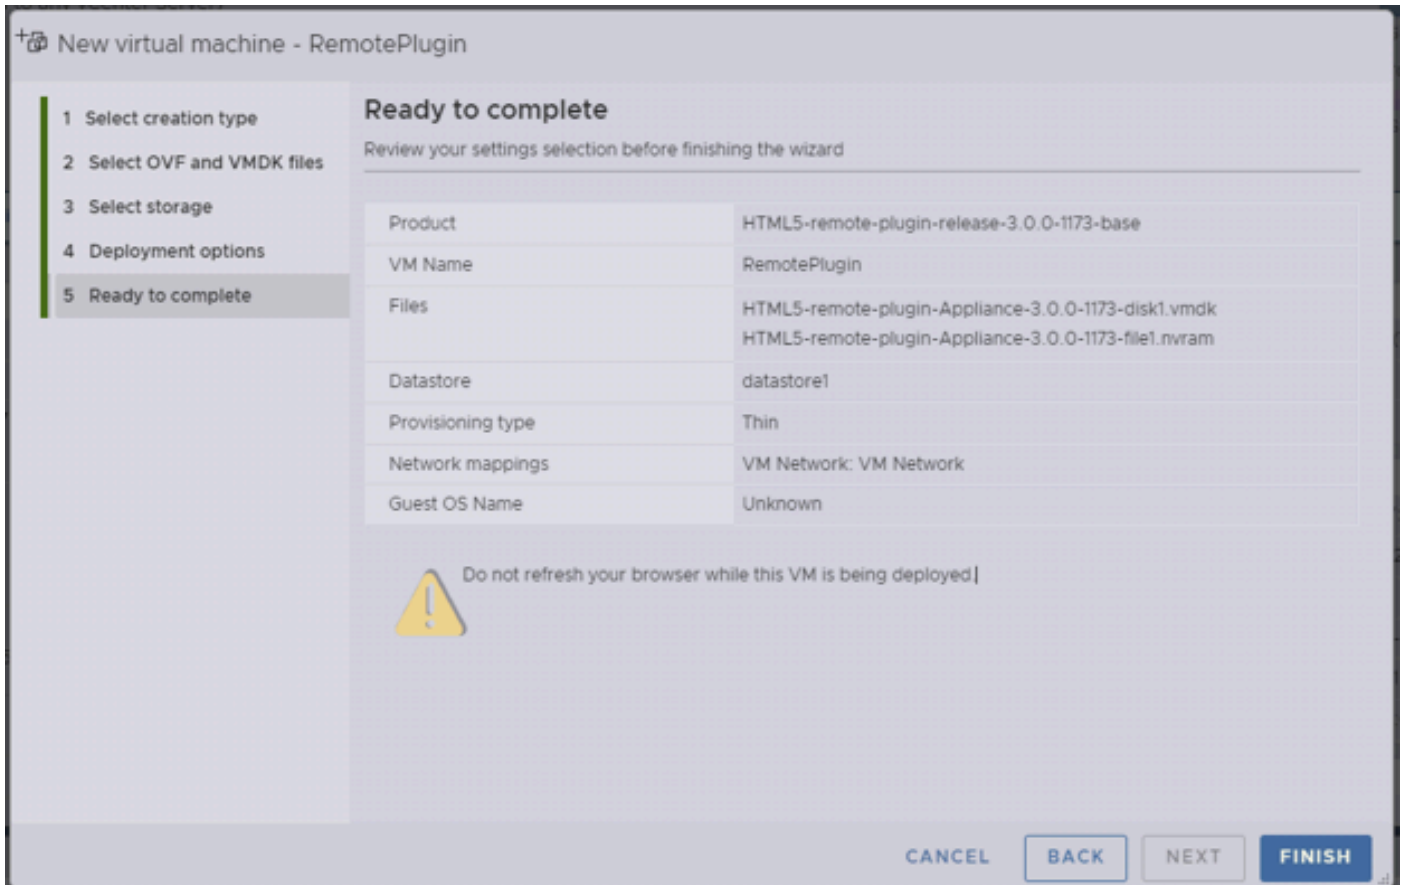 New virtual machine - RemotePlugin
1 Select creation type
2 Select OVF and VMDK files
3 Select storage
4 Deployment options
5 Ready to complete
Ready to complete
Review your settings selection before finishing the wizard
Product HTML5-remote-plugin-release-3.0.0-1173-base
VM Name RemotePlugin
Files HTML5-remote-plugin-Appliance-3.0.0-1173-disk1.vmdk
HTML5-remote-plugin-Appliance-3.0.0-1173-file1.nvram
Datastore datastore1
Provisioning type Thin
Network mappings VM Network: VM Network
Guest OS Name Unknown
Do not refresh your browser while this VM is being deployed.
CANCEL BACK NEXT FINISH